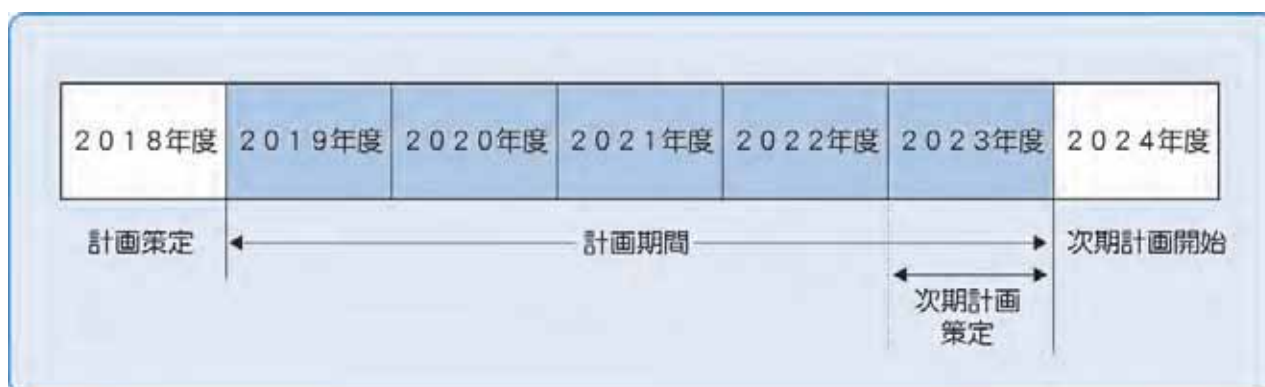 ２０１８年度 ２０１９年度 ２０２０年度 ２０２１年度 ２０２２年度 ２０２３年度 ２０２４年度
計画策定 計画期間 次期計画開始
次期計画
策定